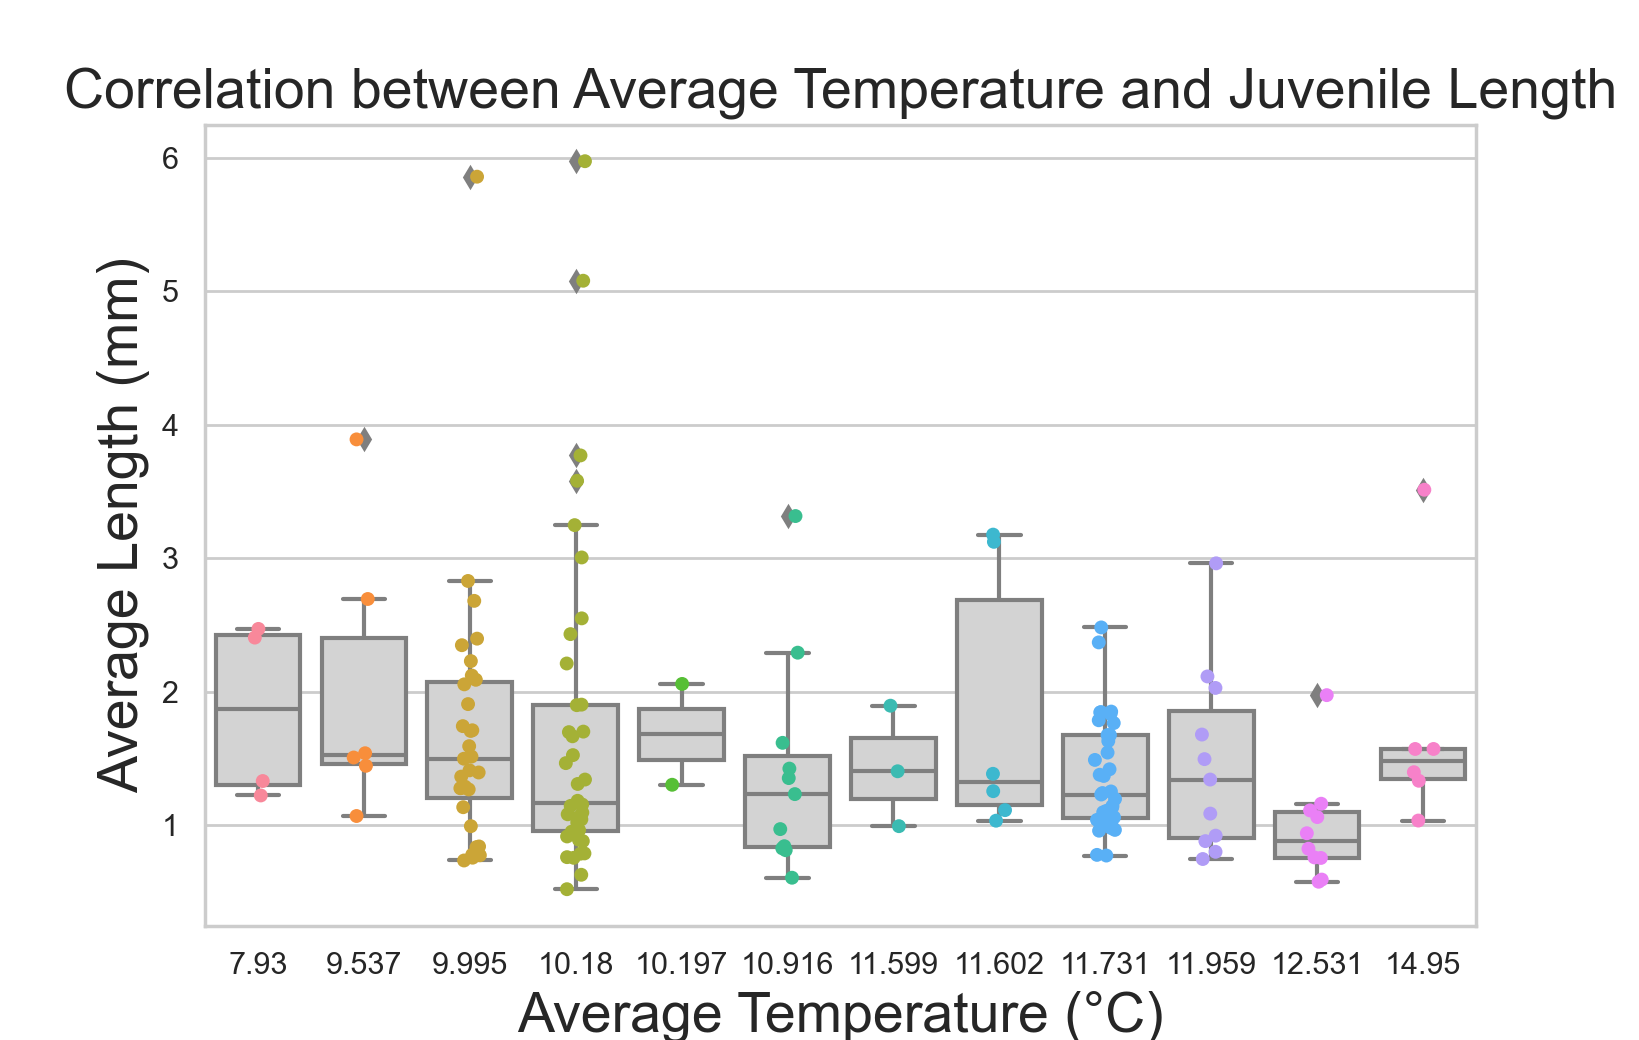 Correlation between Average Temperature and Juvenile Length
Average Length (mm)
6
5
4
3
2
1
7.93 9.537 9.995 10.18 10.197 10.916 11.599 11.602 11.731 11.959 12.531 14.95
Average Temperature (°C)